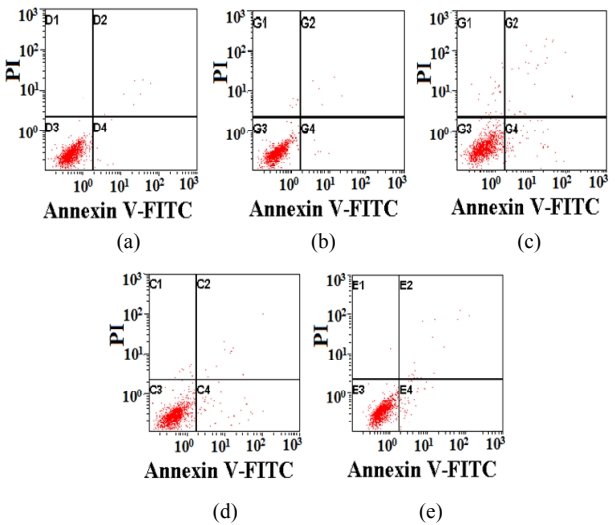 10³ D1 D2
10²
PI
10¹
10⁰ D3 D4
10⁰ 10¹ 10² 10³
Annexin V-FITC
(a)
10³ G1 G2
10²
PI
10¹
10⁰ G3 G4
10⁰ 10¹ 10² 10³
Annexin V-FITC
(b)
10³ G1 G2
10²
PI
10¹
10⁰ G3 G4
10⁰ 10¹ 10² 10³
Annexin V-FITC
(c)
10³ C1 C2
10²
PI
10¹
10⁰ C3 C4
10⁰ 10¹ 10² 10³
Annexin V-FITC
(d)
10³ E1 E2
10²
PI
10¹
10⁰ E3 E4
10⁰ 10¹ 10² 10³
Annexin V-FITC
(e)